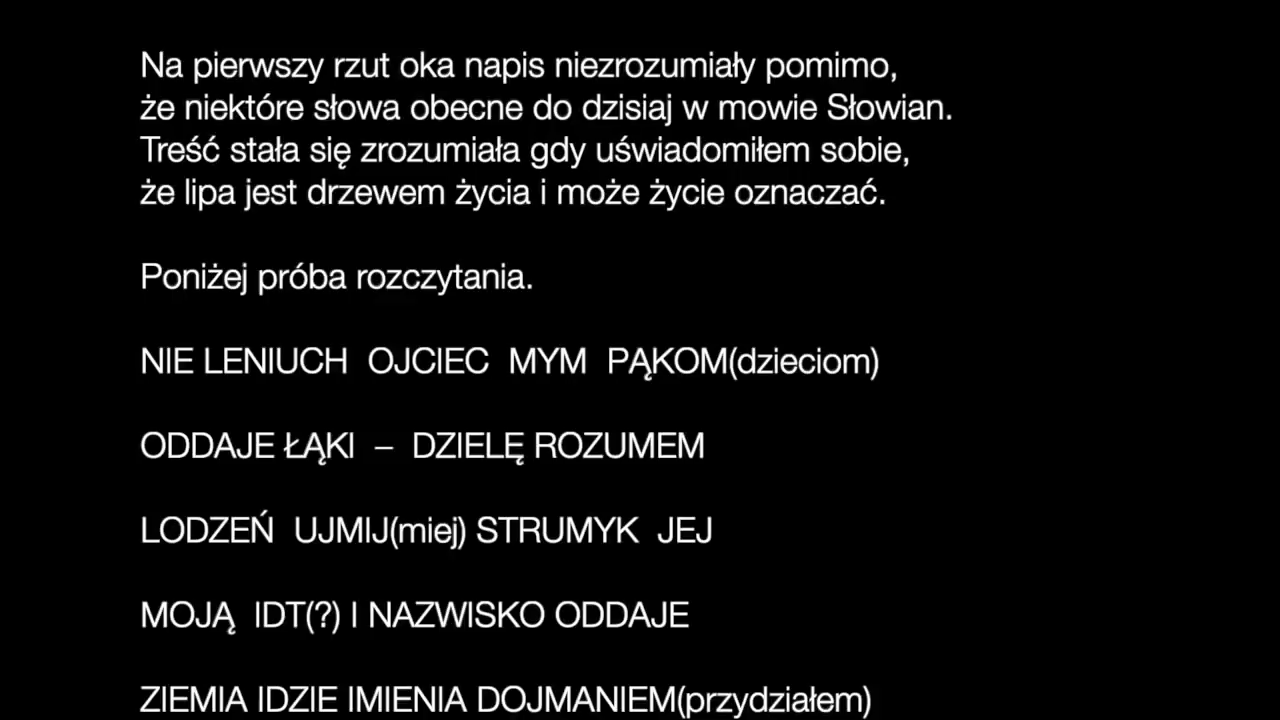 Na pierwszy rzut oka napis niezrozumiały pomimo,
że niektóre słowa obecne do dzisiaj w mowie Słowian.
Treść stała się zrozumiała gdy uświadomiłem sobie,
że lipa jest drzewem życia i może życie oznaczać.
Poniżej próba rozczytania.
NIE LENIUCH OJCIEC MYM PĄKOM(dzieciom)
ODDAJE ŁĄKI – DZIELĘ ROZUMEM
LODZEŃ UJMIJ(miej) STRUMYK JEJ
MOJĄ IDT(?) I NAZWISKO ODDAJE
ZIEMIA IDZIE IMIENIA DOJMANIEM(przydziałem)